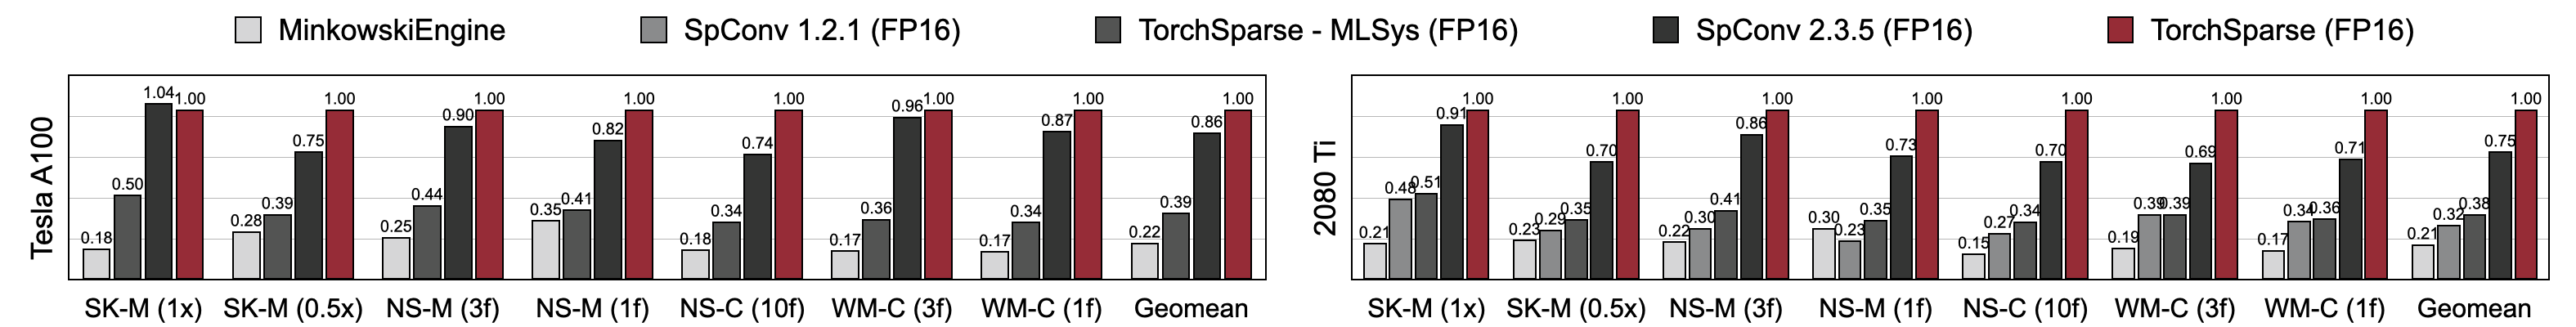 MinkowskiEngine SpConv 1.2.1 (FP16) TorchSparse - MLSys (FP16) SpConv 2.3.5 (FP16) TorchSparse (FP16)
Tesla A100
0.18 0.50 1.04 1.00
0.28 0.39 0.75 1.00
0.25 0.44 0.90 1.00
0.35 0.41 0.82 1.00
0.18 0.34 0.74 1.00
0.17 0.36 0.96 1.00
0.17 0.34 0.87 1.00
0.22 0.39 0.86 1.00
SK-M (1x) SK-M (0.5x) NS-M (3f) NS-M (1f) NS-C (10f) WM-C (3f) WM-C (1f) Geomean
2080 Ti
0.21 0.48 0.51 0.91 1.00
0.23 0.29 0.35 0.70 1.00
0.22 0.30 0.41 0.86 1.00
0.30 0.23 0.35 0.73 1.00
0.15 0.27 0.34 0.70 1.00
0.19 0.39 0.39 0.69 1.00
0.17 0.34 0.36 0.71 1.00
0.21 0.32 0.38 0.75 1.00
SK-M (1x) SK-M (0.5x) NS-M (3f) NS-M (1f) NS-C (10f) WM-C (3f) WM-C (1f) Geomean